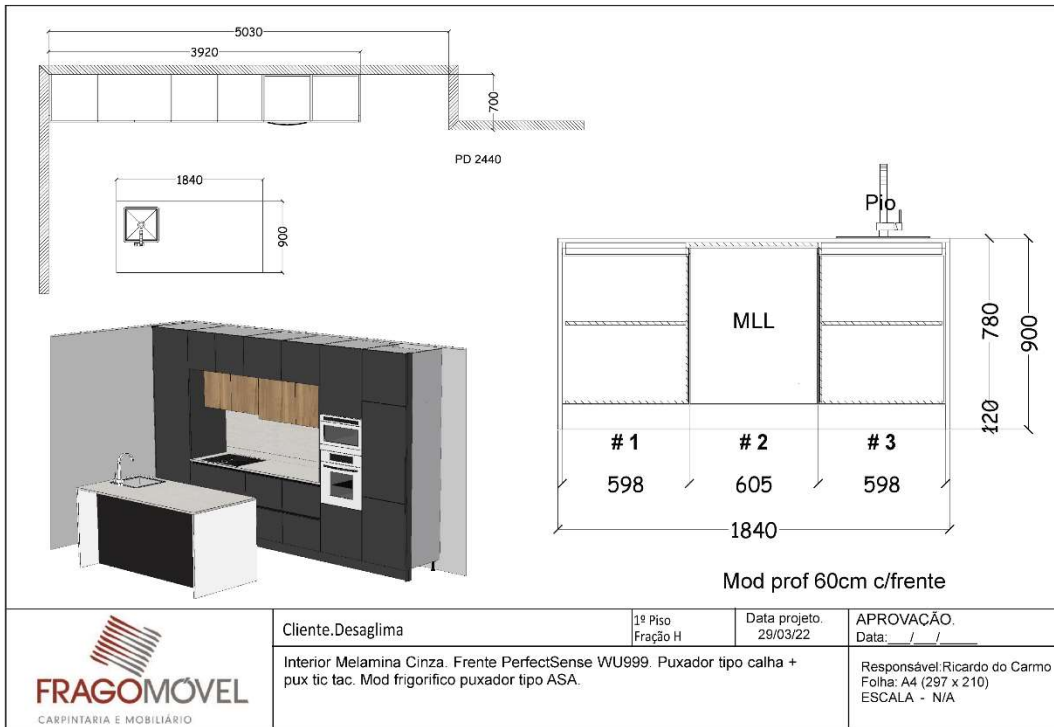 5030
3920
700
PD 2440
1840
900
Pio
MLL
780
900
120
# 1
# 2
# 3
598
605
598
1840
Mod prof 60cm c/frente
FRAGOMÓVEL
CARPINTARIA E MOBILIÁRIO
Cliente.Desaglima
1º Piso
Fração H
Data projeto.
29/03/22
APROVAÇÃO.
Data:___/___/_____
Interior Melamina Cinza. Frente PerfectSense WU999. Puxador tipo calha +
pux tic tac. Mod frigorifico puxador tipo ASA.
Responsável:Ricardo do Carmo
Folha: A4 (297 x 210)
ESCALA - N/A